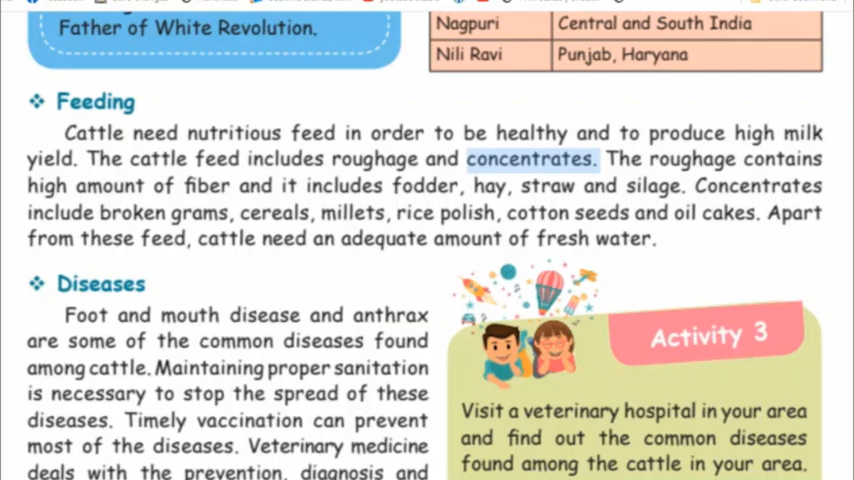 Father of White Revolution.
Nagpuri Central and South India
Nili Ravi Punjab, Haryana
❖ Feeding
Cattle need nutritious feed in order to be healthy and to produce high milk
yield. The cattle feed includes roughage and concentrates. The roughage contains
high amount of fiber and it includes fodder, hay, straw and silage. Concentrates
include broken grams, cereals, millets, rice polish, cotton seeds and oil cakes. Apart
from these feed, cattle need an adequate amount of fresh water.
❖ Diseases
Foot and mouth disease and anthrax
are some of the common diseases found
among cattle. Maintaining proper sanitation
is necessary to stop the spread of these
diseases. Timely vaccination can prevent
most of the diseases. Veterinary medicine
deals with the prevention, diagnosis and
Activity 3
Visit a veterinary hospital in your area
and find out the common diseases
found among the cattle in your area.